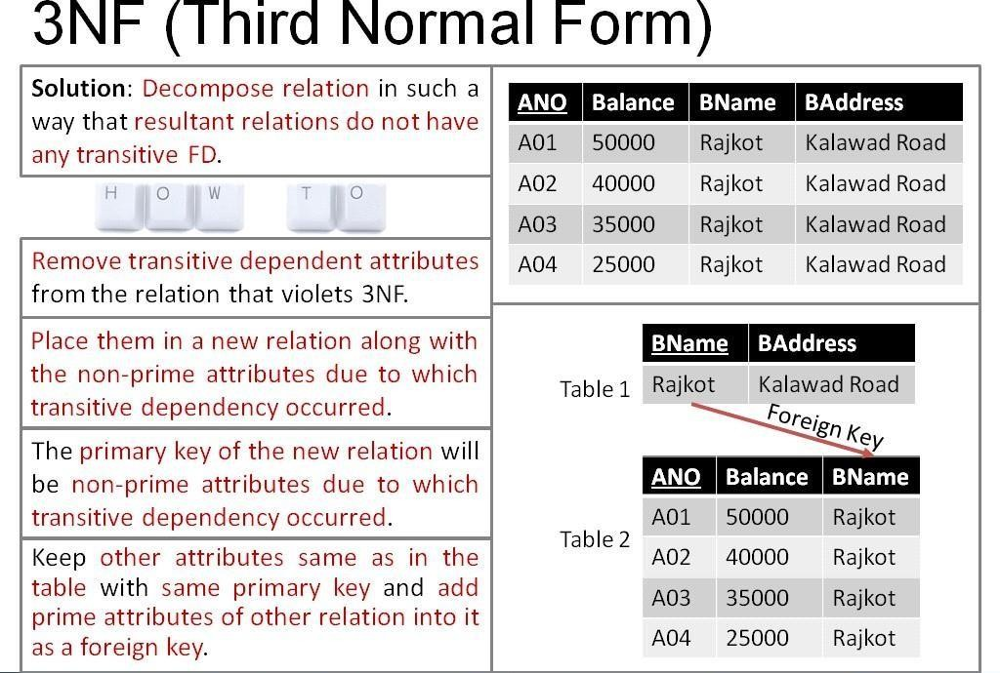 3NF (Third Normal Form)
Solution: Decompose relation in such a
way that resultant relations do not have
any transitive FD.
HOW TO
Remove transitive dependent attributes
from the relation that violets 3NF.
Place them in a new relation along with
the non-prime attributes due to which
transitive dependency occurred.
The primary key of the new relation will
be non-prime attributes due to which
transitive dependency occurred.
Keep other attributes same as in the
table with same primary key and add
prime attributes of other relation into it
as a foreign key.
ANO Balance BName BAddress
A01 50000 Rajkot Kalawad Road
A02 40000 Rajkot Kalawad Road
A03 35000 Rajkot Kalawad Road
A04 25000 Rajkot Kalawad Road
Table 1
BName BAddress
Rajkot Kalawad Road
Foreign Key
Table 2
ANO Balance BName
A01 50000 Rajkot
A02 40000 Rajkot
A03 35000 Rajkot
A04 25000 Rajkot